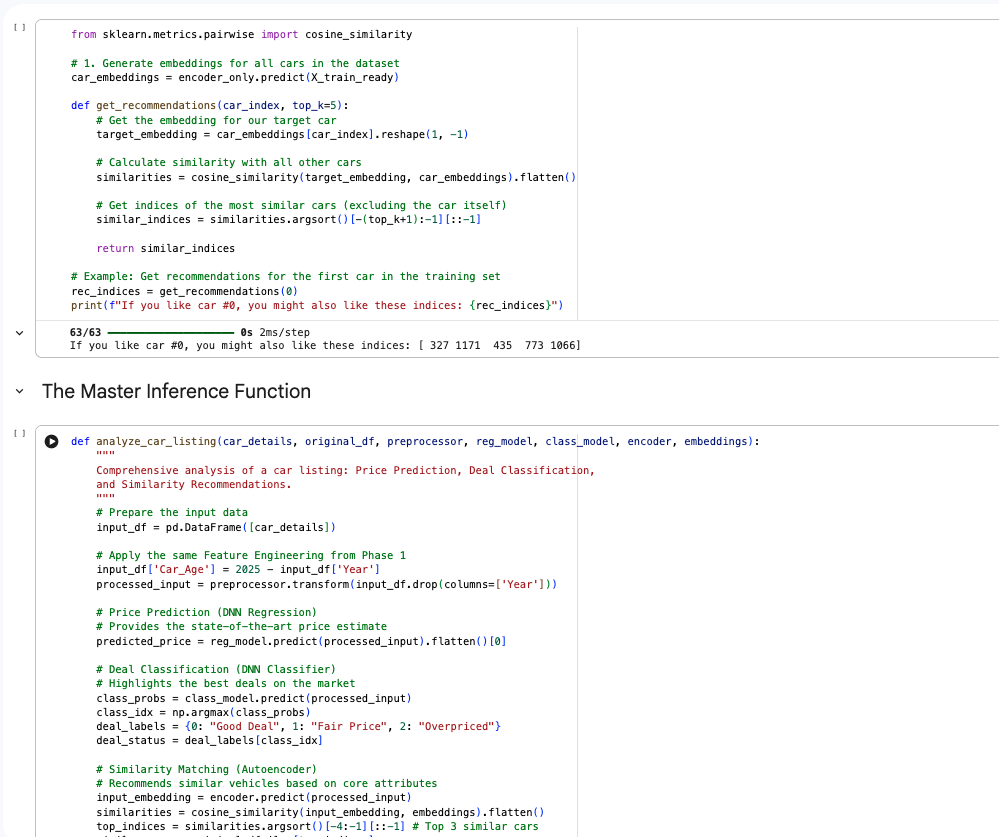 [ ]
from sklearn.metrics.pairwise import cosine_similarity
# 1. Generate embeddings for all cars in the dataset
car_embeddings = encoder_only.predict(X_train_ready)
def get_recommendations(car_index, top_k=5):
    # Get the embedding for our target car
    target_embedding = car_embeddings[car_index].reshape(1, -1)
    # Calculate similarity with all other cars
    similarities = cosine_similarity(target_embedding, car_embeddings).flatten()
    # Get indices of the most similar cars (excluding the car itself)
    similar_indices = similarities.argsort()[-(top_k+1):-1][::-1]
    return similar_indices
# Example: Get recommendations for the first car in the training set
rec_indices = get_recommendations(0)
print(f"If you like car #0, you might also like these indices: {rec_indices}")
63/63 ━━━━━━━━━━━━━━━━━━━━ 0s 2ms/step
If you like car #0, you might also like these indices: [ 327 1171  435  773 1066]
The Master Inference Function
[ ]
def analyze_car_listing(car_details, original_df, preprocessor, reg_model, class_model, encoder, embeddings):
    """
    Comprehensive analysis of a car listing: Price Prediction, Deal Classification,
    and Similarity Recommendations.
    """
    # Prepare the input data
    input_df = pd.DataFrame([car_details])
    # Apply the same Feature Engineering from Phase 1
    input_df['Car_Age'] = 2025 - input_df['Year']
    processed_input = preprocessor.transform(input_df.drop(columns=['Year']))
    # Price Prediction (DNN Regression)
    # Provides the state-of-the-art price estimate
    predicted_price = reg_model.predict(processed_input).flatten()[0]
    # Deal Classification (DNN Classifier)
    # Highlights the best deals on the market
    class_probs = class_model.predict(processed_input)
    class_idx = np.argmax(class_probs)
    deal_labels = {0: "Good Deal", 1: "Fair Price", 2: "Overpriced"}
    deal_status = deal_labels[class_idx]
    # Similarity Matching (Autoencoder)
    # Recommends similar vehicles based on core attributes
    input_embedding = encoder.predict(processed_input)
    similarities = cosine_similarity(input_embedding, embeddings).flatten()
    top_indices = similarities.argsort()[-4:-1][::-1] # Top 3 similar cars